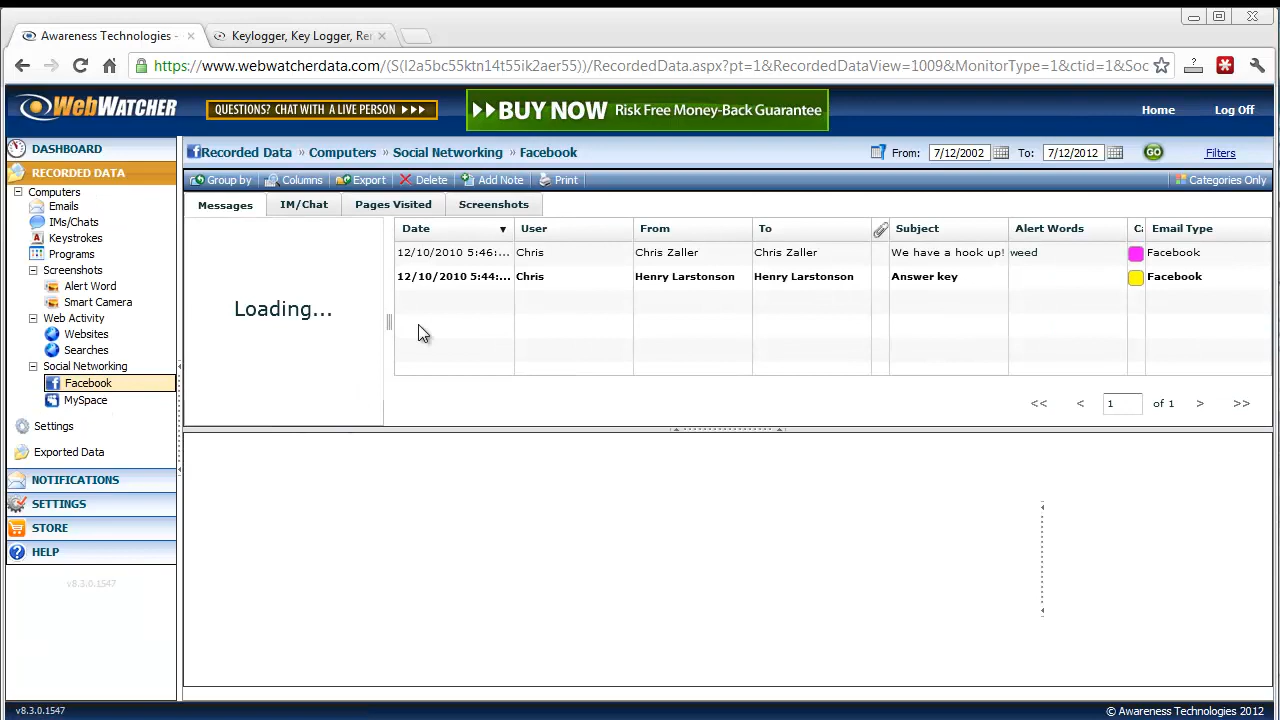 Awareness Technologies -
Keylogger, Key Logger, Rer
https://www.webwatcherdata.com/(S(l2a5bc55ktn14t55ik2aer55))/RecordedData.aspx?pt=1&RecordedDataView=1009&MonitorType=1&ctid=1&Soc
WEBWATCHER
QUESTIONS? CHAT WITH A LIVE PERSON ▶▶▶
▶▶ BUY NOW Risk Free Money-Back Guarantee
Home
Log Off
DASHBOARD
RECORDED DATA
Computers
Emails
IMs/Chats
Keystrokes
Programs
Screenshots
Alert Word
Smart Camera
Web Activity
Websites
Searches
Social Networking
Facebook
MySpace
Settings
Exported Data
NOTIFICATIONS
SETTINGS
STORE
HELP
v8.3.0.1547
Recorded Data » Computers » Social Networking » Facebook
From: 7/12/2002 To: 7/12/2012 GO Filters
Group by Columns Export Delete Add Note Print Categories Only
Messages IM/Chat Pages Visited Screenshots
Loading...
Date ▼ User From To Subject Alert Words Ca Email Type
12/10/2010 5:46:... Chris Chris Zaller Chris Zaller We have a hook up! weed Facebook
12/10/2010 5:44:... Chris Henry Larstonson Henry Larstonson Answer key Facebook
<< < 1 of 1 > >>
v8.3.0.1547
© Awareness Technologies 2012